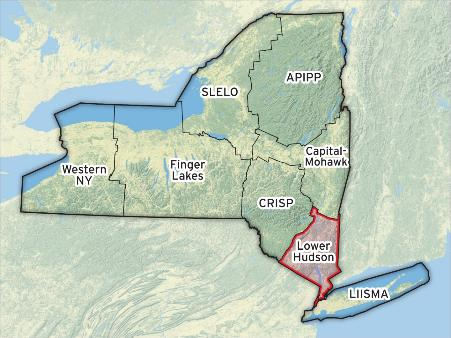 APIPP
SLELO
Capital-
Mohawk
Western
NY
Finger
Lakes
CRISP
Lower
Hudson
LIISMA